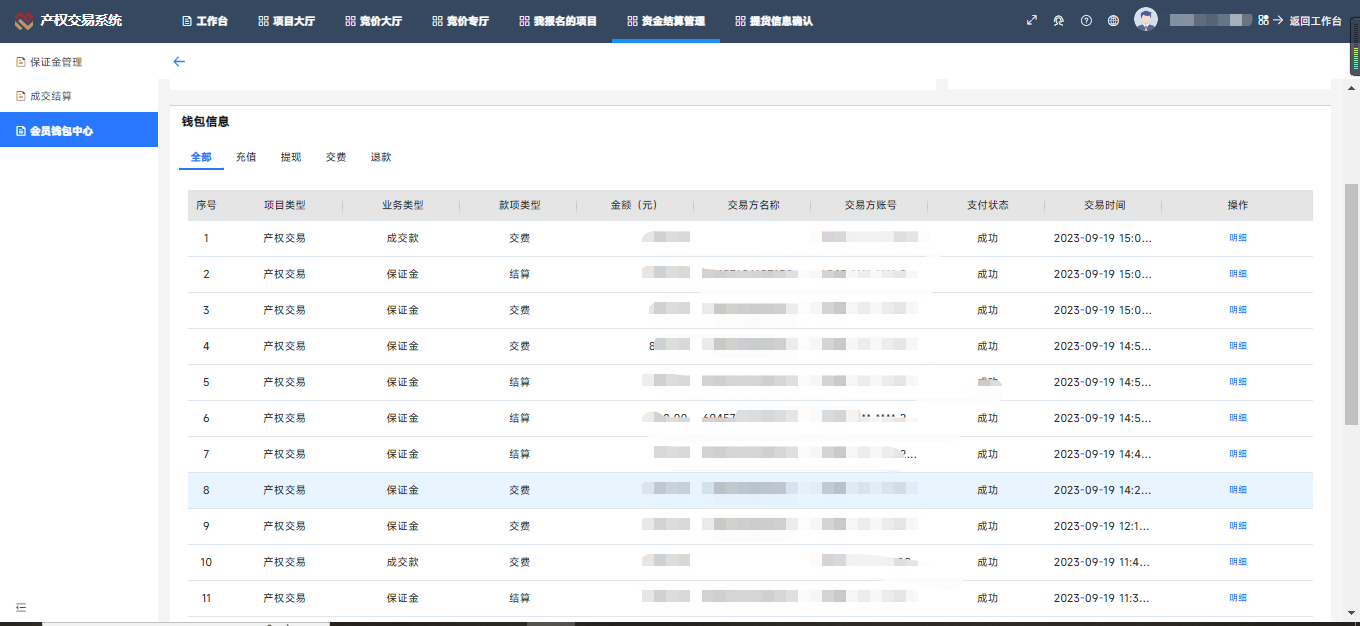 产权交易系统 工作台 项目大厅 竞价大厅 竞价专厅 我报名的项目 资金结算管理 提货信息确认 返回工作台
保证金管理
成交结算
会员钱包中心
钱包信息
全部 充值 提现 交费 退款
序号 项目类型 业务类型 款项类型 金额（元） 交易方名称 交易方账号 支付状态 交易时间 操作
1 产权交易 成交款 交费 成功 2023-09-19 15:0... 明细
2 产权交易 保证金 结算 成功 2023-09-19 15:0... 明细
3 产权交易 保证金 交费 成功 2023-09-19 15:0... 明细
4 产权交易 保证金 交费 8 成功 2023-09-19 14:5... 明细
5 产权交易 保证金 结算 2023-09-19 14:5... 明细
6 产权交易 保证金 结算 成功 2023-09-19 14:5... 明细
7 产权交易 保证金 结算 2... 成功 2023-09-19 14:4... 明细
8 产权交易 保证金 交费 成功 2023-09-19 14:2... 明细
9 产权交易 保证金 交费 成功 2023-09-19 12:1... 明细
10 产权交易 成交款 交费 成功 2023-09-19 11:4... 明细
11 产权交易 保证金 结算 成功 2023-09-19 11:3... 明细